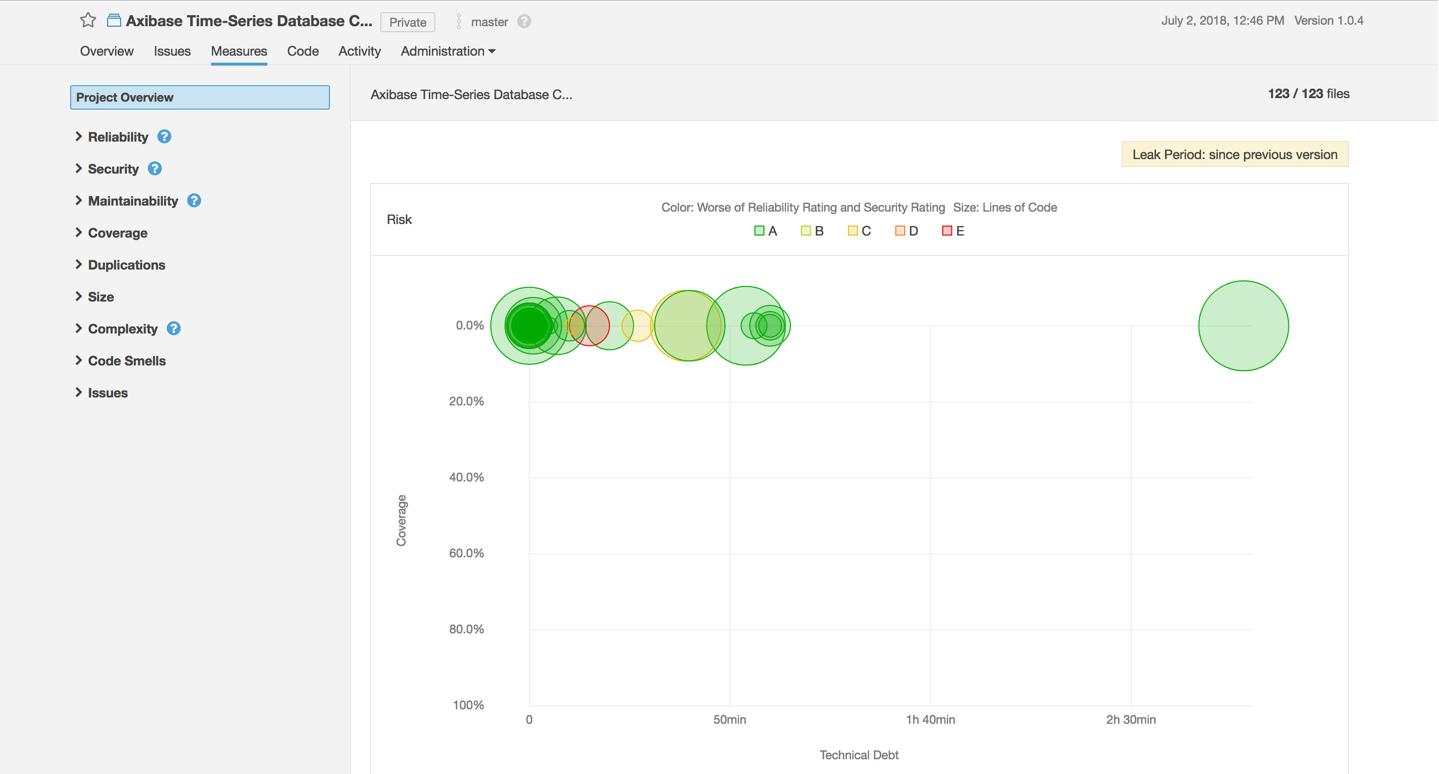 Axibase Time-Series Database C... Private master ? July 2, 2018, 12:46 PM Version 1.0.4
Overview Issues Measures Code Activity Administration
Project Overview
Reliability ?
Security ?
Maintainability ?
Coverage
Duplications
Size
Complexity ?
Code Smells
Issues
Axibase Time-Series Database C... 123 / 123 files
Leak Period: since previous version
Risk
Color: Worse of Reliability Rating and Security Rating Size: Lines of Code
A B C D E
0.0%
20.0%
40.0%
Coverage
60.0%
80.0%
100%
0 50min 1h 40min 2h 30min
Technical Debt